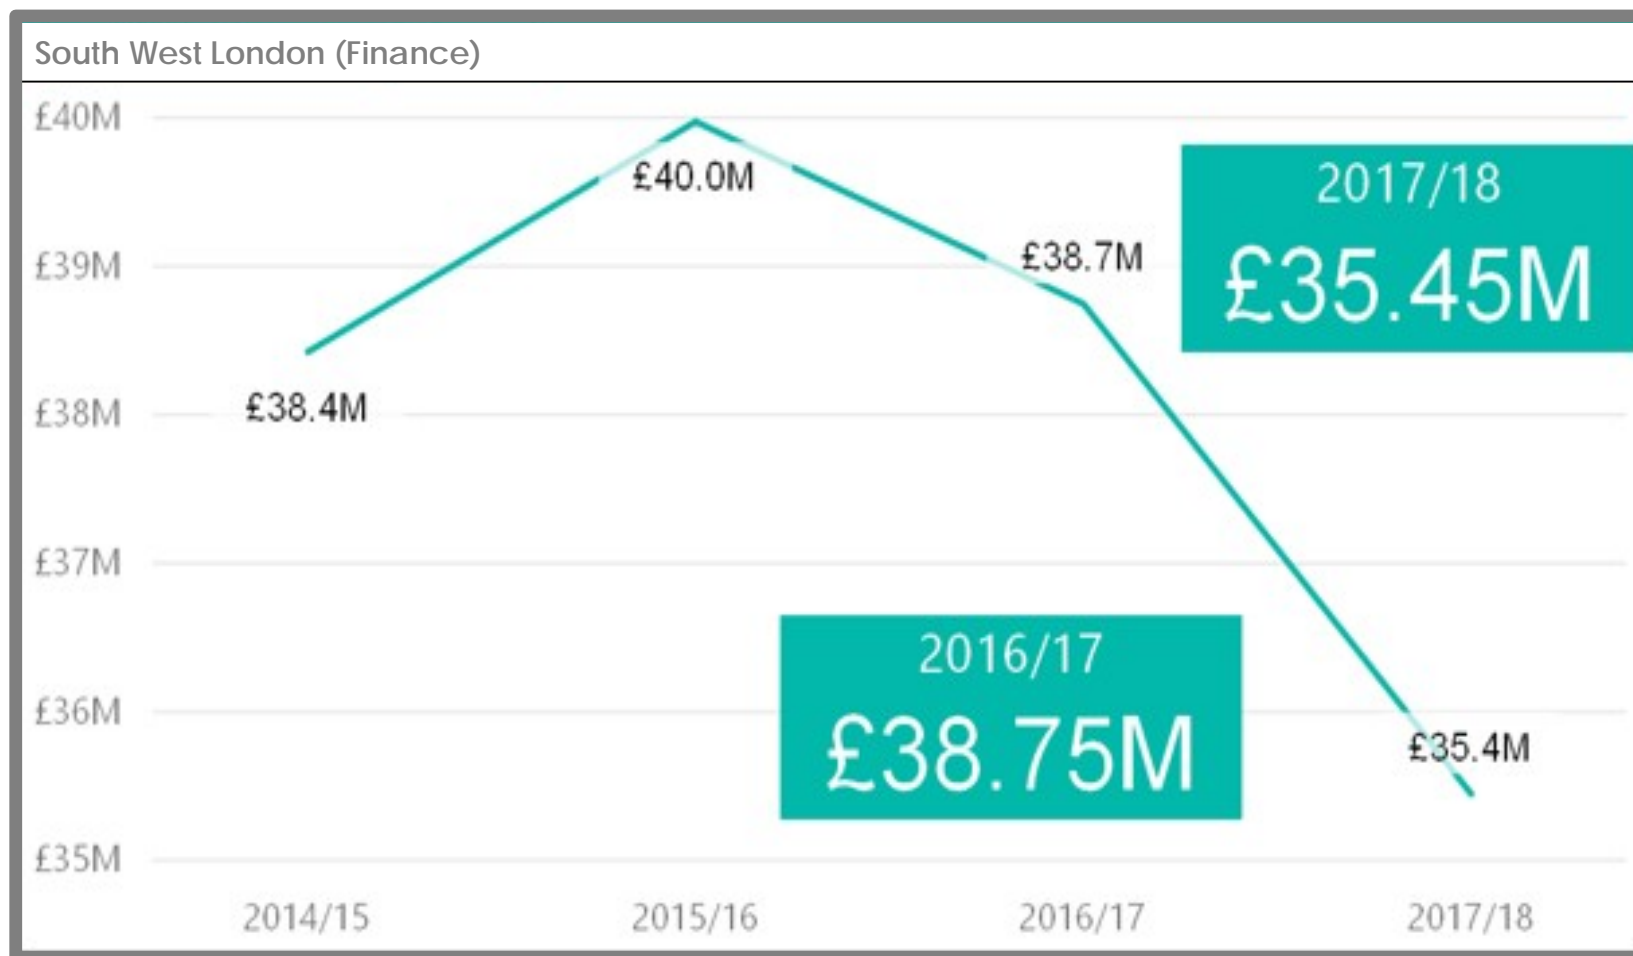 South West London (Finance)
£40M
£40.0M
2017/18
£35.45M
£39M
£38.7M
£38M
£38.4M
£37M
2016/17
£38.75M
£36M
£35.4M
£35M
2014/15 2015/16 2016/17 2017/18